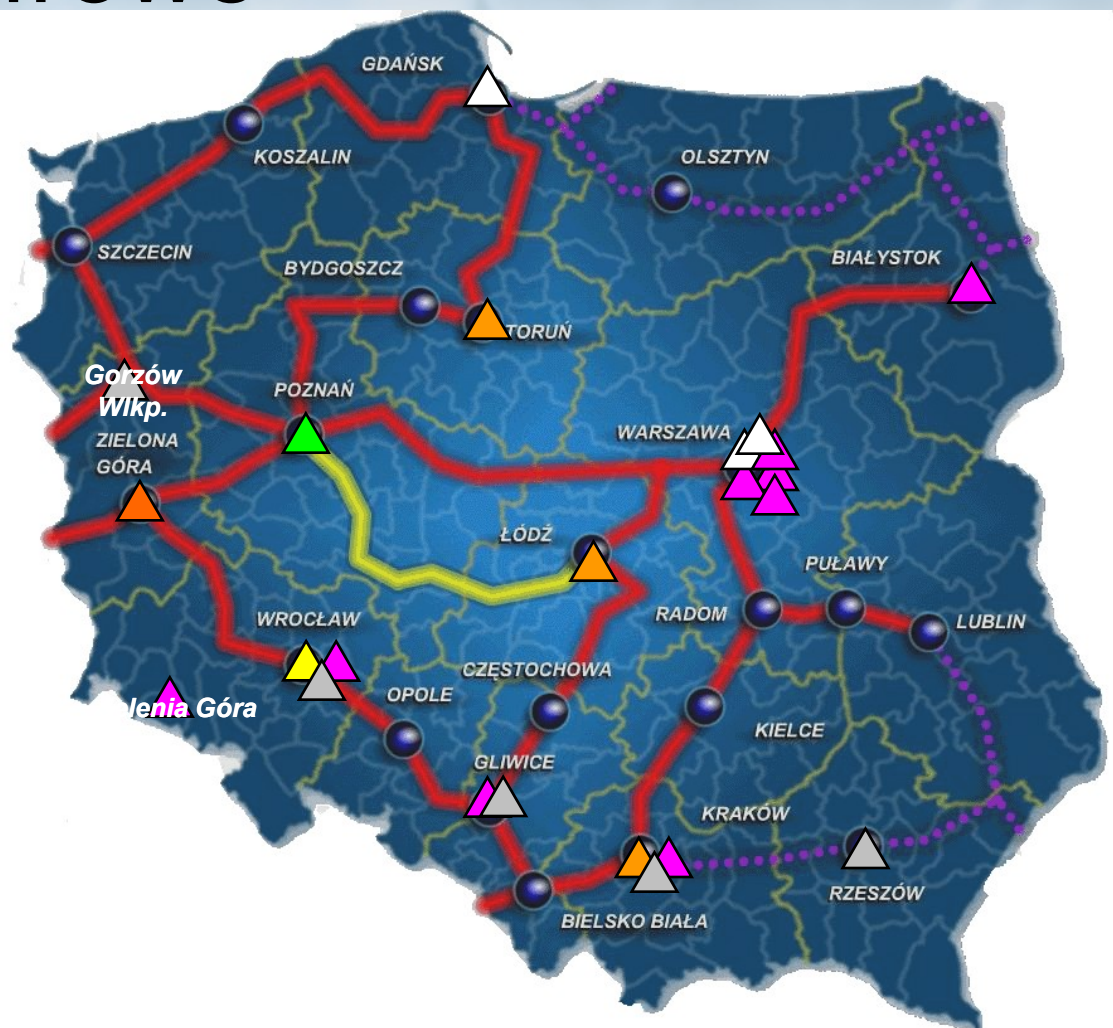 GDAŃSK
KOSZALIN
OLSZTYN
SZCZECIN
BYDGOSZCZ
BIAŁYSTOK
TORUŃ
Gorzów
Wlkp.
POZNAŃ
ZIELONA
GÓRA
WARSZAWA
ŁÓDŹ
PUŁAWY
RADOM
LUBLIN
WROCŁAW
CZĘSTOCHOWA
OPOLE
lenia Góra
KIELCE
GLIWICE
KRAKÓW
RZESZÓW
BIELSKO BIAŁA